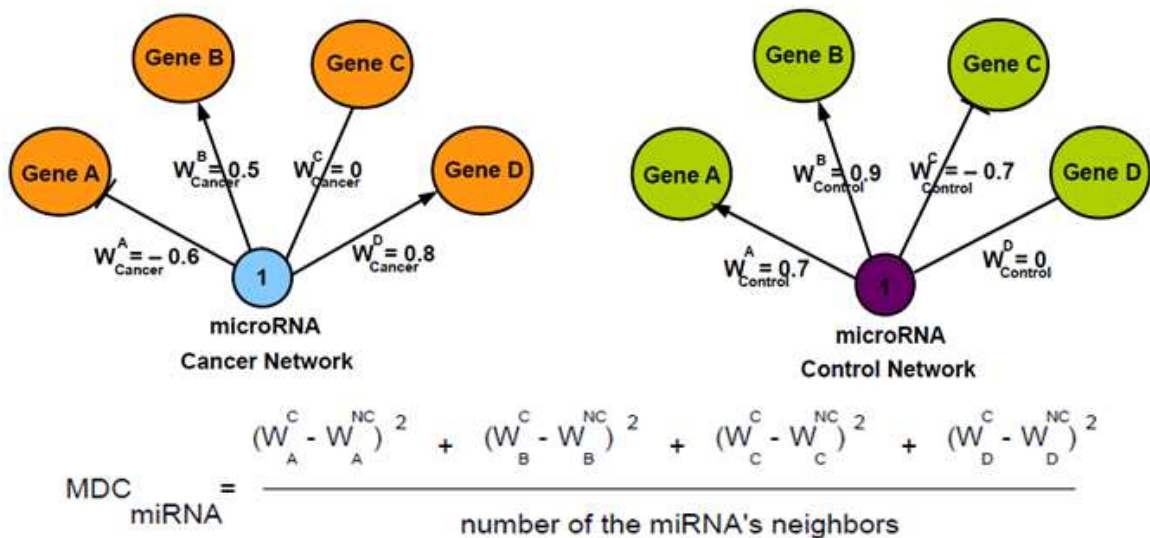 Gene B
Gene C
Gene A
Gene D
W^B_Cancer = 0.5
W^C_Cancer = 0
W^A_Cancer = – 0.6
W^D_Cancer = 0.8
1
microRNA
Cancer Network
Gene B
Gene C
Gene A
Gene D
W^B_Control = 0.9
W^C_Control = – 0.7
W^A_Control = 0.7
W^D_Control = 0
1
microRNA
Control Network
(W^C_A - W^NC_A)^2 + (W^C_B - W^NC_B)^2 + (W^C_C - W^NC_C)^2 + (W^C_D - W^NC_D)^2
MDC_miRNA =
number of the miRNA's neighbors